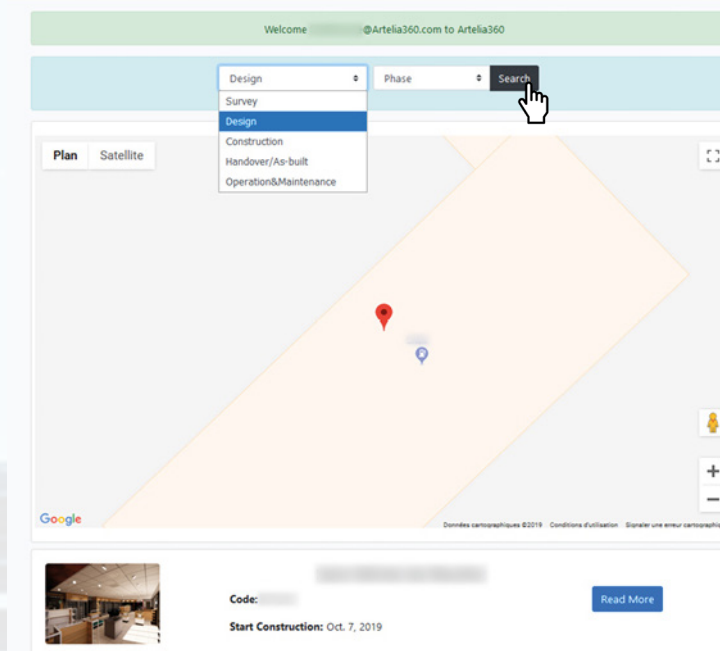 Welcome @Artelia360.com to Artelia360
Design Phase Search
Survey
Design
Construction
Handover/As-built
Operation&Maintenance
Plan Satellite
Google
Données cartographiques ©2019 Conditions d'utilisation Signaler une erreur cartographiq
Code:
Read More
Start Construction: Oct. 7, 2019